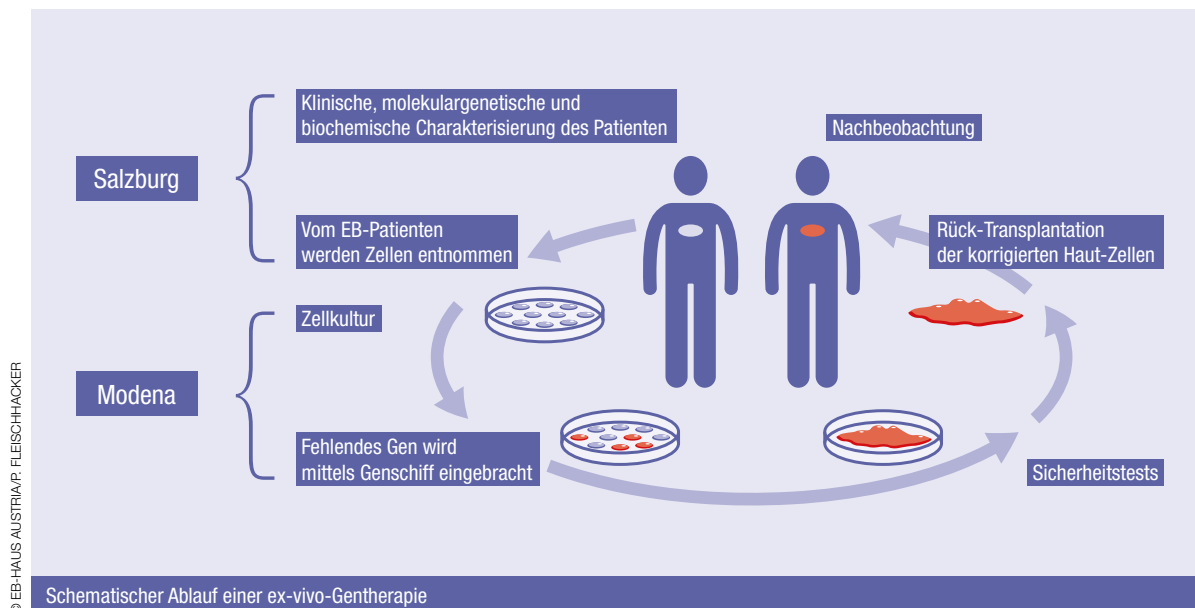 Klinische, molekulargenetische und
biochemische Charakterisierung des Patienten
Nachbeobachtung
Salzburg
Vom EB-Patienten
werden Zellen entnommen
Rück-Transplantation
der korrigierten Haut-Zellen
Zellkultur
Modena
Fehlendes Gen wird
mittels Genschiff eingebracht
Sicherheitstests
Schematischer Ablauf einer ex-vivo-Gentherapie
© EB-HAUS AUSTRIA/P. FLEISCHHACKER